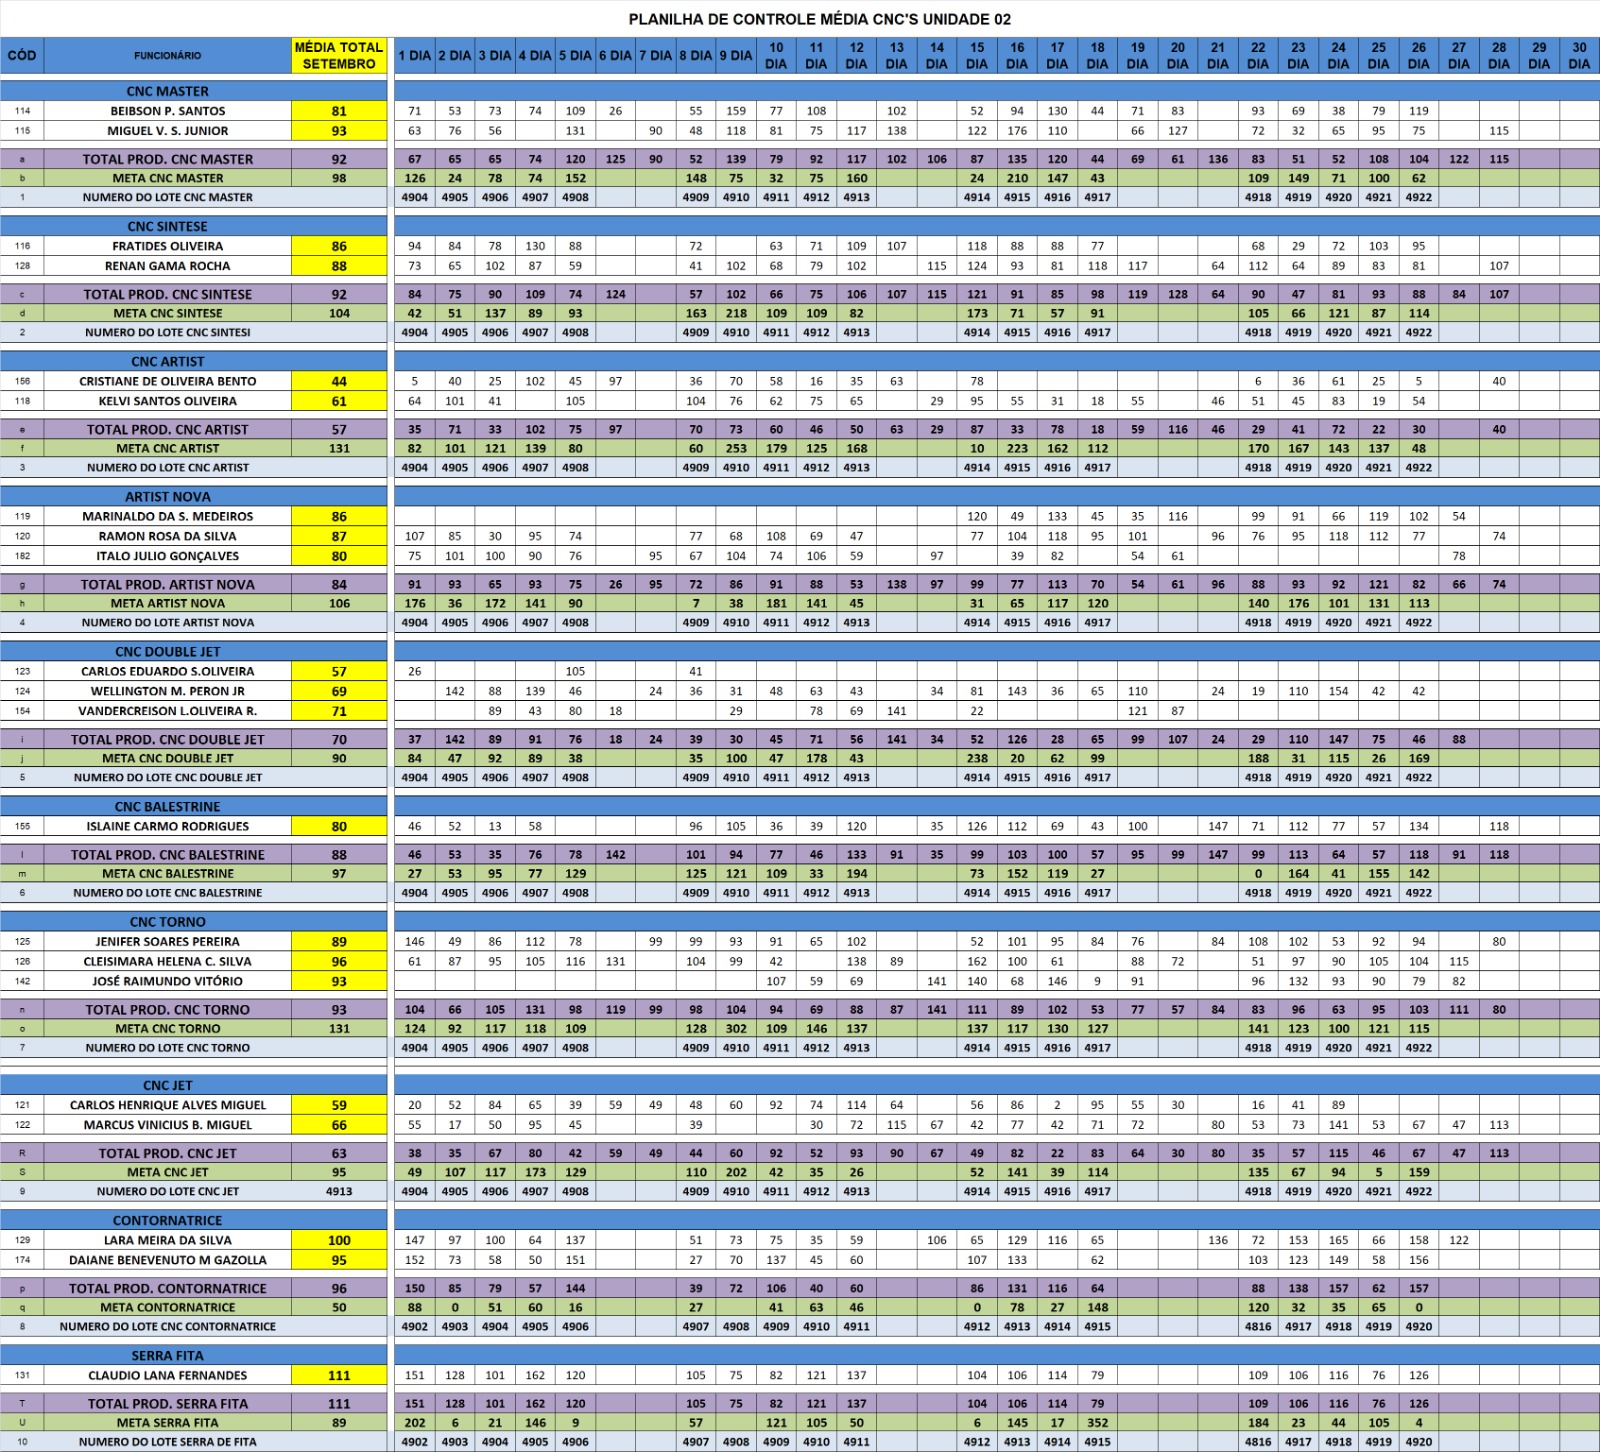 PLANILHA DE CONTROLE MÉDIA CNC'S UNIDADE 02
CÓD FUNCIONÁRIO MÉDIA TOTAL SETEMBRO 1 DIA 2 DIA 3 DIA 4 DIA 5 DIA 6 DIA 7 DIA 8 DIA 9 DIA 10 DIA 11 DIA 12 DIA 13 DIA 14 DIA 15 DIA 16 DIA 17 DIA 18 DIA 19 DIA 20 DIA 21 DIA 22 DIA 23 DIA 24 DIA 25 DIA 26 DIA 27 DIA 28 DIA 29 DIA 30 DIA
CNC MASTER
114 BEIBSON P. SANTOS 81 71 53 73 74 109 26 55 159 77 108 102 52 94 130 44 71 83 93 69 38 79 119
115 MIGUEL V. S. JUNIOR 93 63 76 56 131 90 48 118 81 75 117 138 122 176 110 66 127 72 32 65 95 75 115
a TOTAL PROD. CNC MASTER 92 67 65 65 74 120 125 90 52 139 79 92 117 102 106 87 135 120 44 69 61 136 83 51 52 108 104 122 115
b META CNC MASTER 98 126 24 78 74 152 148 75 32 75 160 24 210 147 43 109 149 71 100 62
1 NUMERO DO LOTE CNC MASTER 4904 4905 4906 4907 4908 4909 4910 4911 4912 4913 4914 4915 4916 4917 4918 4919 4920 4921 4922
CNC SINTESE
116 FRATIDES OLIVEIRA 86 94 84 78 130 88 72 63 71 109 107 118 88 88 77 68 29 72 103 95
128 RENAN GAMA ROCHA 88 73 65 102 87 59 41 102 68 79 102 115 124 93 81 118 117 64 112 64 89 83 81 107
c TOTAL PROD. CNC SINTESE 92 84 75 90 109 74 124 57 102 66 75 106 107 115 121 91 85 98 119 128 64 90 47 81 93 88 84 107
d META CNC SINTESE 104 42 51 137 89 93 163 218 109 109 82 173 71 57 91 105 66 121 87 114
2 NUMERO DO LOTE CNC SINTESI 4904 4905 4906 4907 4908 4909 4910 4911 4912 4913 4914 4915 4916 4917 4918 4919 4920 4921 4922
CNC ARTIST
156 CRISTIANE DE OLIVEIRA BENTO 44 5 40 25 102 45 97 36 70 58 16 35 63 78 6 36 61 25 5 40
118 KELVI SANTOS OLIVEIRA 61 64 101 41 105 104 76 62 75 65 29 95 55 31 18 55 46 51 45 83 19 54
e TOTAL PROD. CNC ARTIST 57 35 71 33 102 75 97 70 73 60 46 50 63 29 87 33 78 18 59 116 46 29 41 72 22 30 40
f META CNC ARTIST 131 82 101 121 139 80 60 253 179 125 168 10 223 162 112 170 167 143 137 48
3 NUMERO DO LOTE CNC ARTIST 4904 4905 4906 4907 4908 4909 4910 4911 4912 4913 4914 4915 4916 4917 4918 4919 4920 4921 4922
ARTIST NOVA
119 MARINALDO DA S. MEDEIROS 86 120 49 133 45 35 116 99 91 66 119 102 54
120 RAMON ROSA DA SILVA 87 107 85 30 95 74 77 68 108 69 47 77 104 118 95 101 96 76 95 118 112 77 74
182 ITALO JULIO GONÇALVES 80 75 101 100 90 76 95 67 104 74 106 59 97 39 82 54 61 78
g TOTAL PROD. ARTIST NOVA 84 91 93 65 93 75 26 95 72 86 91 88 53 138 97 99 77 113 70 54 61 96 88 93 92 121 82 66 74
h META ARTIST NOVA 106 176 36 172 141 90 7 38 181 141 45 31 65 117 120 140 176 101 131 113
4 NUMERO DO LOTE ARTIST NOVA 4904 4905 4906 4907 4908 4909 4910 4911 4912 4913 4914 4915 4916 4917 4918 4919 4920 4921 4922
CNC DOUBLE JET
123 CARLOS EDUARDO S.OLIVEIRA 57 26 105 41
124 WELLINGTON M. PERON JR 69 142 88 139 46 24 36 31 48 63 43 34 81 143 36 65 110 24 19 110 154 42 42
154 VANDERCREISON L.OLIVEIRA R. 71 89 43 80 18 29 78 69 141 22 121 87
i TOTAL PROD. CNC DOUBLE JET 70 37 142 89 91 76 18 24 39 30 45 71 56 141 34 52 126 28 65 99 107 24 29 110 147 75 46 88
j META CNC DOUBLE JET 90 84 47 92 89 38 35 100 47 178 43 238 20 62 99 188 31 115 26 169
5 NUMERO DO LOTE CNC DOUBLE JET 4904 4905 4906 4907 4908 4909 4910 4911 4912 4913 4914 4915 4916 4917 4918 4919 4920 4921 4922
CNC BALESTRINE
155 ISLAINE CARMO RODRIGUES 80 46 52 13 58 96 105 36 39 120 35 126 112 69 43 100 147 71 112 77 57 134 118
l TOTAL PROD. CNC BALESTRINE 88 46 53 35 76 78 142 101 94 77 46 133 91 35 99 103 100 57 95 99 147 99 113 64 57 118 91 118
m META CNC BALESTRINE 97 27 53 95 77 129 125 121 109 33 194 73 152 119 27 0 164 41 155 142
6 NUMERO DO LOTE CNC BALESTRINE 4904 4905 4906 4907 4908 4909 4910 4911 4912 4913 4914 4915 4916 4917 4918 4919 4920 4921 4922
CNC TORNO
125 JENIFER SOARES PEREIRA 89 146 49 86 112 78 99 99 93 91 65 102 52 101 95 84 76 84 108 102 53 92 94 80
126 CLEISIMARA HELENA C. SILVA 96 61 87 95 105 116 131 104 99 42 138 89 162 100 61 88 72 51 97 90 105 104 115
142 JOSÉ RAIMUNDO VITÓRIO 93 107 59 69 141 140 68 146 9 91 96 132 93 90 79 82
n TOTAL PROD. CNC TORNO 93 104 66 105 131 98 119 99 98 104 94 69 88 87 141 111 89 102 53 77 57 84 83 96 63 95 103 111 80
o META CNC TORNO 131 124 92 117 118 109 128 302 109 146 137 137 117 130 127 141 123 100 121 115
7 NUMERO DO LOTE CNC TORNO 4904 4905 4906 4907 4908 4909 4910 4911 4912 4913 4914 4915 4916 4917 4918 4919 4920 4921 4922
CNC JET
121 CARLOS HENRIQUE ALVES MIGUEL 59 20 52 84 65 39 59 49 48 60 92 74 114 64 56 86 2 95 55 30 16 41 89
122 MARCUS VINICIUS B. MIGUEL 66 55 17 50 95 45 39 30 72 115 67 42 77 42 71 72 80 53 73 141 53 67 47 113
R TOTAL PROD. CNC JET 63 38 35 67 80 42 59 49 44 60 92 52 93 90 67 49 82 22 83 64 30 80 35 57 115 46 67 47 113
S META CNC JET 95 49 107 117 173 129 110 202 42 35 26 52 141 39 114 135 67 94 5 159
9 NUMERO DO LOTE CNC JET 4913 4904 4905 4906 4907 4908 4909 4910 4911 4912 4913 4914 4915 4916 4917 4918 4919 4920 4921 4922
CONTORNATRICE
129 LARA MEIRA DA SILVA 100 147 97 100 64 137 51 73 75 35 59 106 65 129 116 65 136 72 153 165 66 158 122
174 DAIANE BENEVENUTO M GAZOLLA 95 152 73 58 50 151 27 70 137 45 60 107 133 62 103 123 149 58 156
p TOTAL PROD. CONTORNATRICE 96 150 85 79 57 144 39 72 106 40 60 86 131 116 64 88 138 157 62 157
q META CONTORNATRICE 50 88 0 51 60 16 27 41 63 46 0 78 27 148 120 32 35 65 0
8 NUMERO DO LOTE CNC CONTORNATRICE 4902 4903 4904 4905 4906 4907 4908 4909 4910 4911 4912 4913 4914 4915 4816 4917 4918 4919 4920
SERRA FITA
131 CLAUDIO LANA FERNANDES 111 151 128 101 162 120 105 75 82 121 137 104 106 114 79 109 106 116 76 126
T TOTAL PROD. SERRA FITA 111 151 128 101 162 120 105 75 82 121 137 104 106 114 79 109 106 116 76 126
U META SERRA FITA 89 202 6 21 146 9 57 121 105 50 6 145 17 352 184 23 44 105 4
10 NUMERO DO LOTE SERRA DE FITA 4902 4903 4904 4905 4906 4907 4908 4909 4910 4911 4912 4913 4914 4915 4816 4917 4918 4919 4920